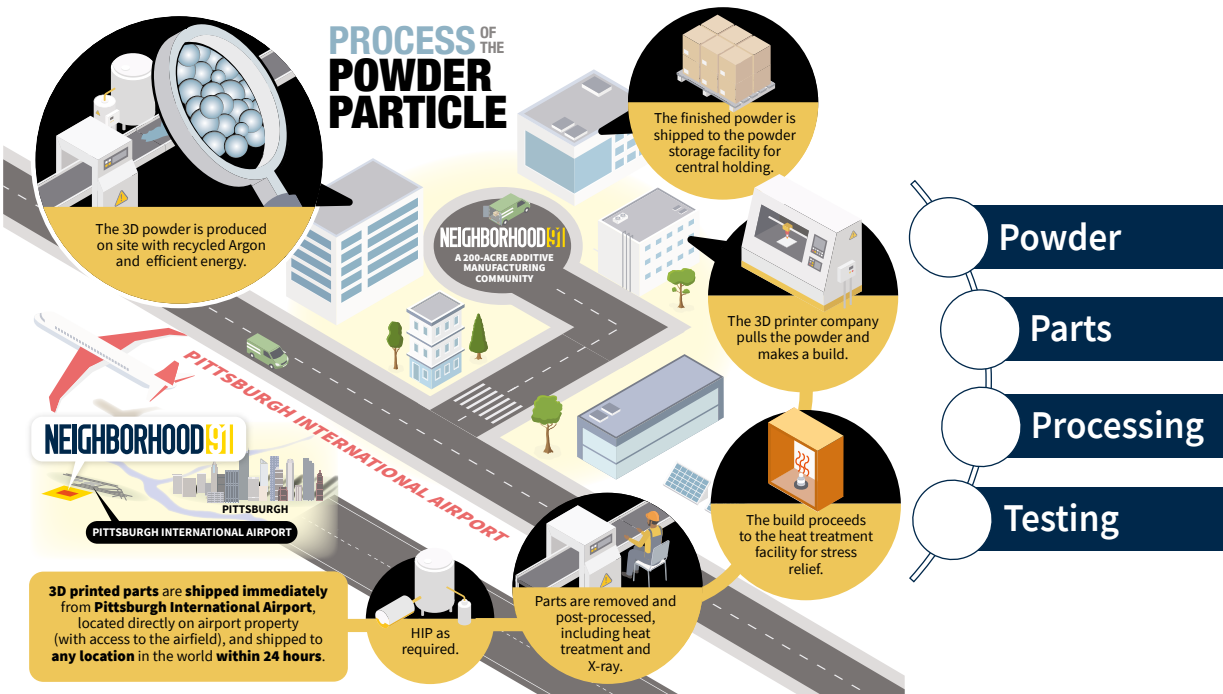 PROCESS OF THE
POWDER
PARTICLE
The 3D powder is produced
on site with recycled Argon
and efficient energy.
The finished powder is
shipped to the powder
storage facility for
central holding.
NEIGHBORHOOD 91
A 200-ACRE ADDITIVE
MANUFACTURING
COMMUNITY
The 3D printer company
pulls the powder and
makes a build.
The build proceeds
to the heat treatment
facility for stress
relief.
Parts are removed and
post-processed,
including heat
treatment and
X-ray.
HIP as
required.
3D printed parts are shipped immediately
from Pittsburgh International Airport,
located directly on airport property
(with access to the airfield), and shipped to
any location in the world within 24 hours.
PITTSBURGH INTERNATIONAL AIRPORT
NEIGHBORHOOD 91
PITTSBURGH
PITTSBURGH INTERNATIONAL AIRPORT
Powder
Parts
Processing
Testing